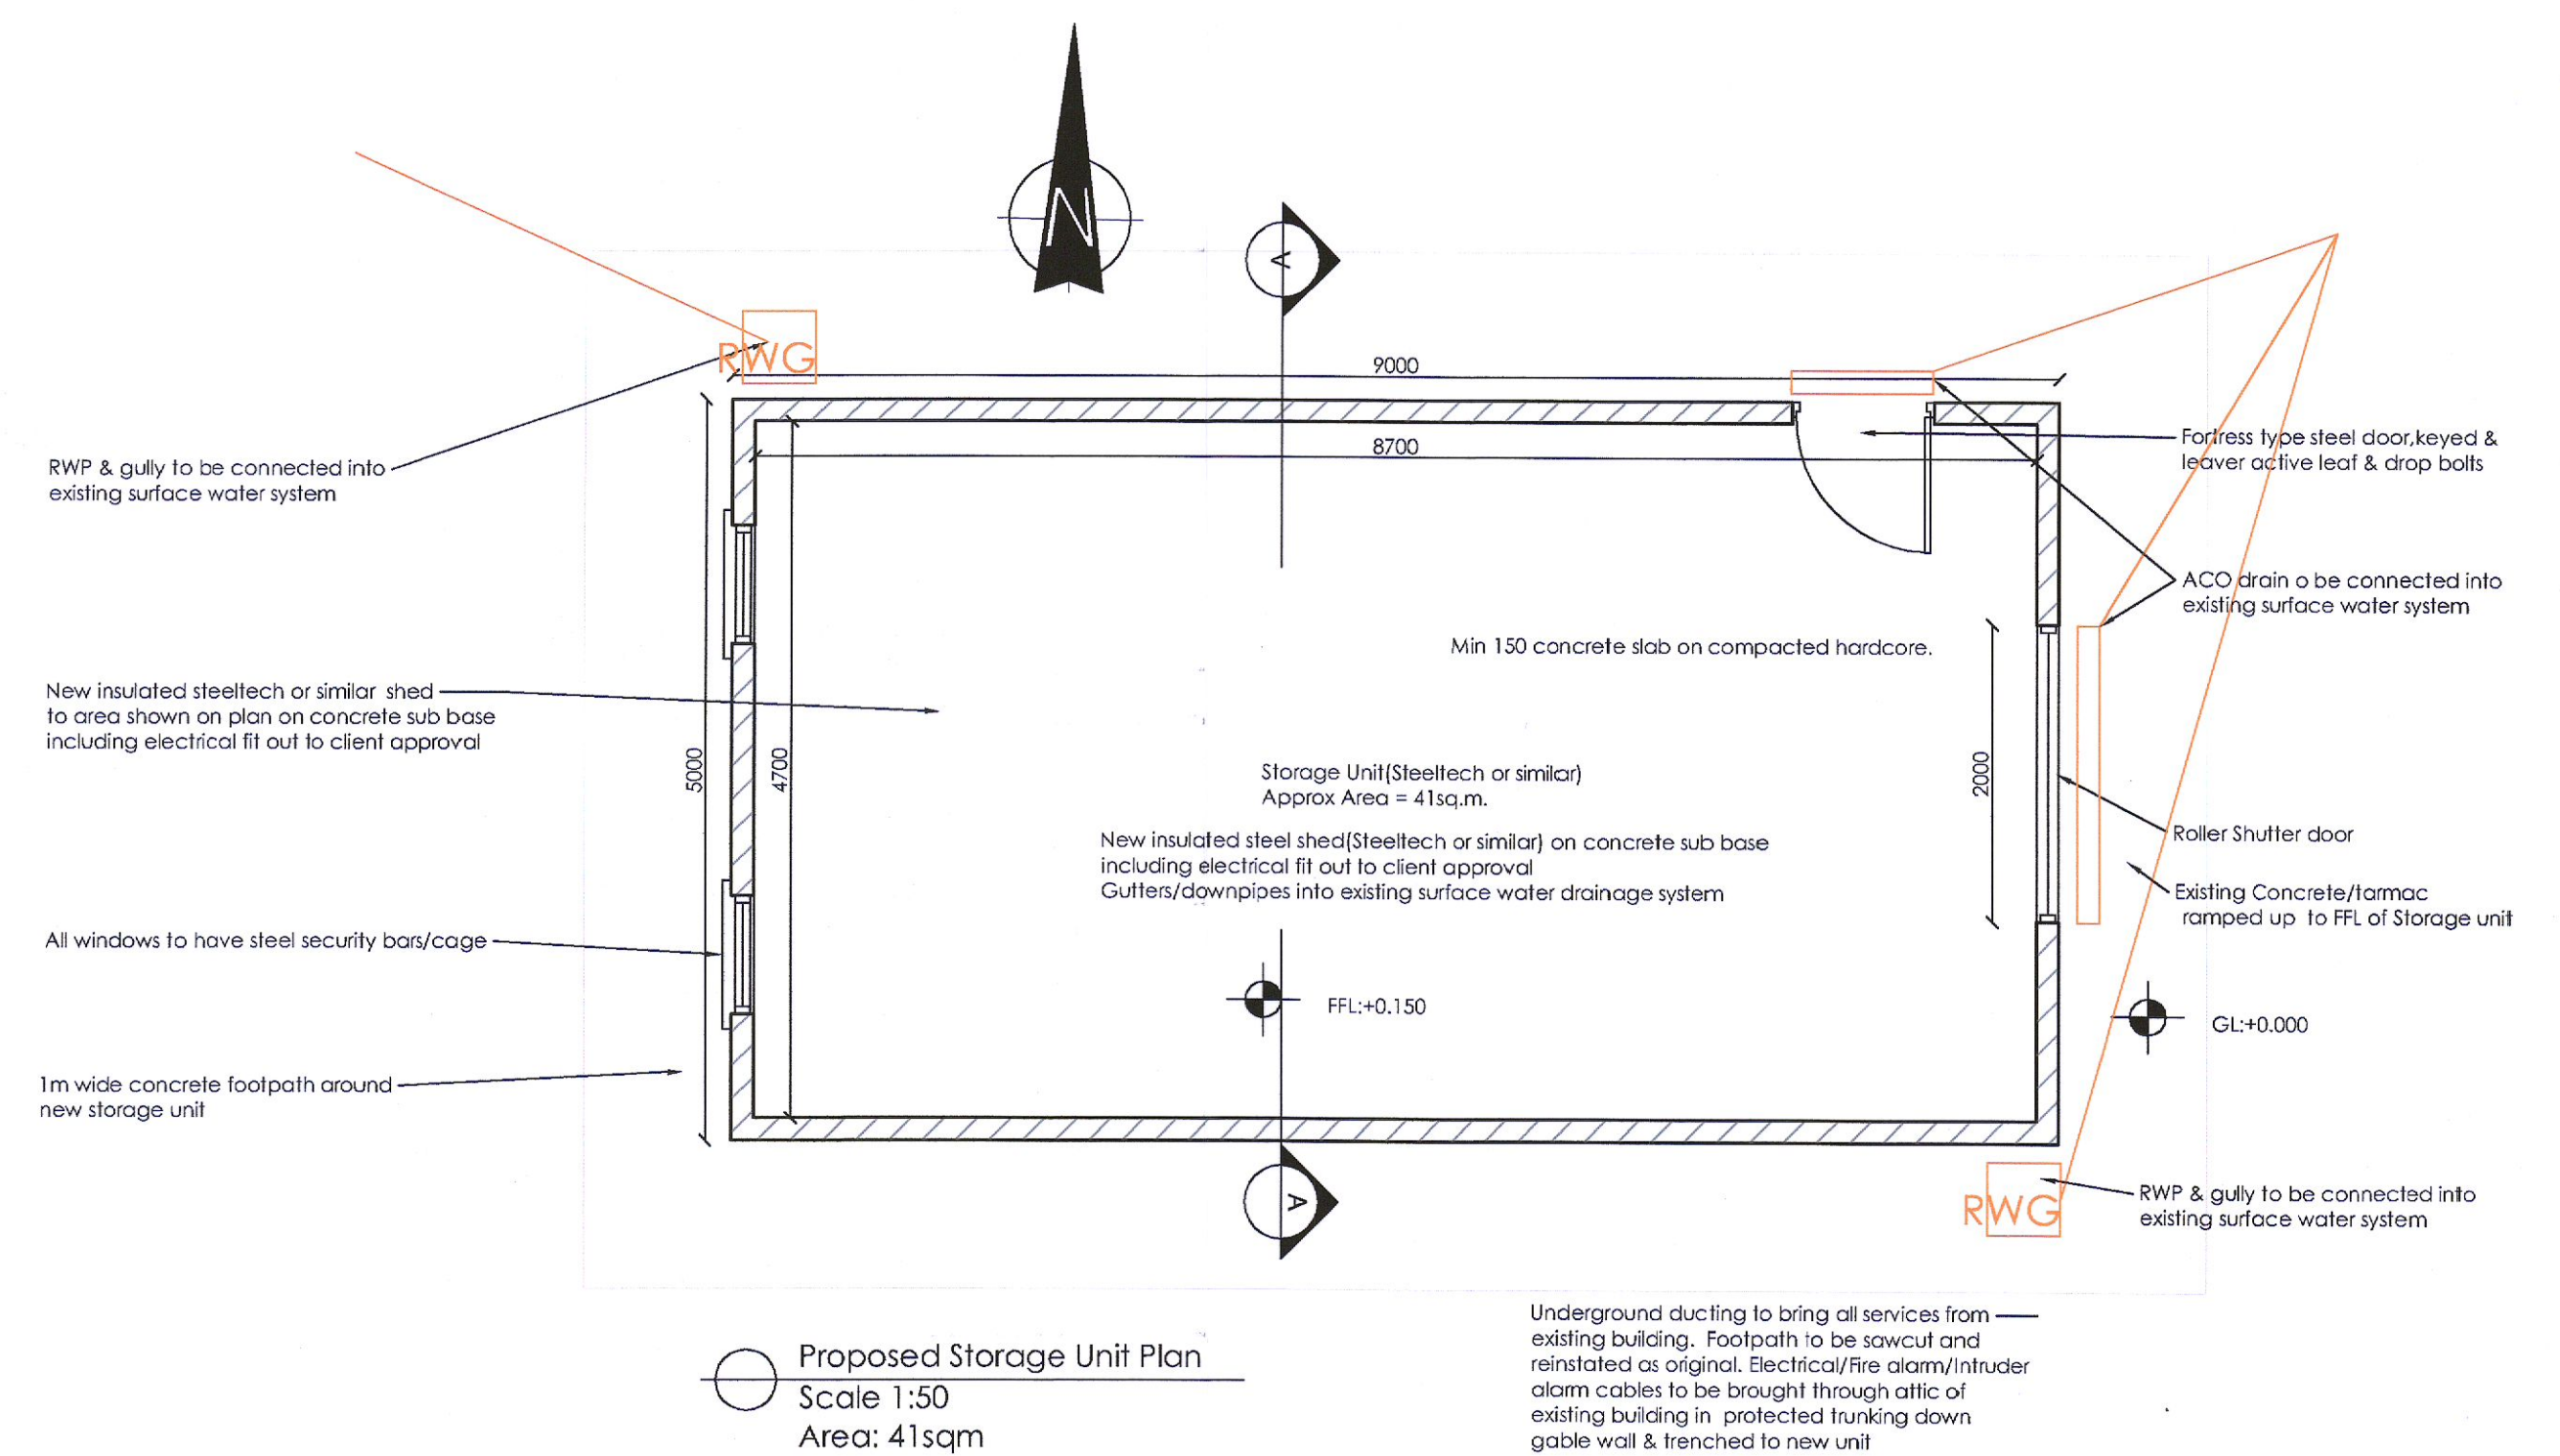 N
A
RWG
9000
8700
Fortress type steel door,keyed &
leaver active leaf & drop bolts
RWP & gully to be connected into
existing surface water system
ACO drain o be connected into
existing surface water system
Min 150 concrete slab on compacted hardcore.
New insulated steeltech or similar shed
to area shown on plan on concrete sub base
including electrical fit out to client approval
5000
4700
2000
Storage Unit(Steeltech or similar)
Approx Area = 41sq.m.
New insulated steel shed(Steeltech or similar) on concrete sub base
including electrical fit out to client approval
Gutters/downpipes into existing surface water drainage system
Roller Shutter door
Existing Concrete/tarmac
ramped up to FFL of Storage unit
All windows to have steel security bars/cage
FFL:+0.150
GL:+0.000
1m wide concrete footpath around
new storage unit
A
RWG
RWP & gully to be connected into
existing surface water system
Proposed Storage Unit Plan
Scale 1:50
Area: 41sqm
Underground ducting to bring all services from
existing building. Footpath to be sawcut and
reinstated as original. Electrical/Fire alarm/Intruder
alarm cables to be brought through attic of
existing building in protected trunking down
gable wall & trenched to new unit